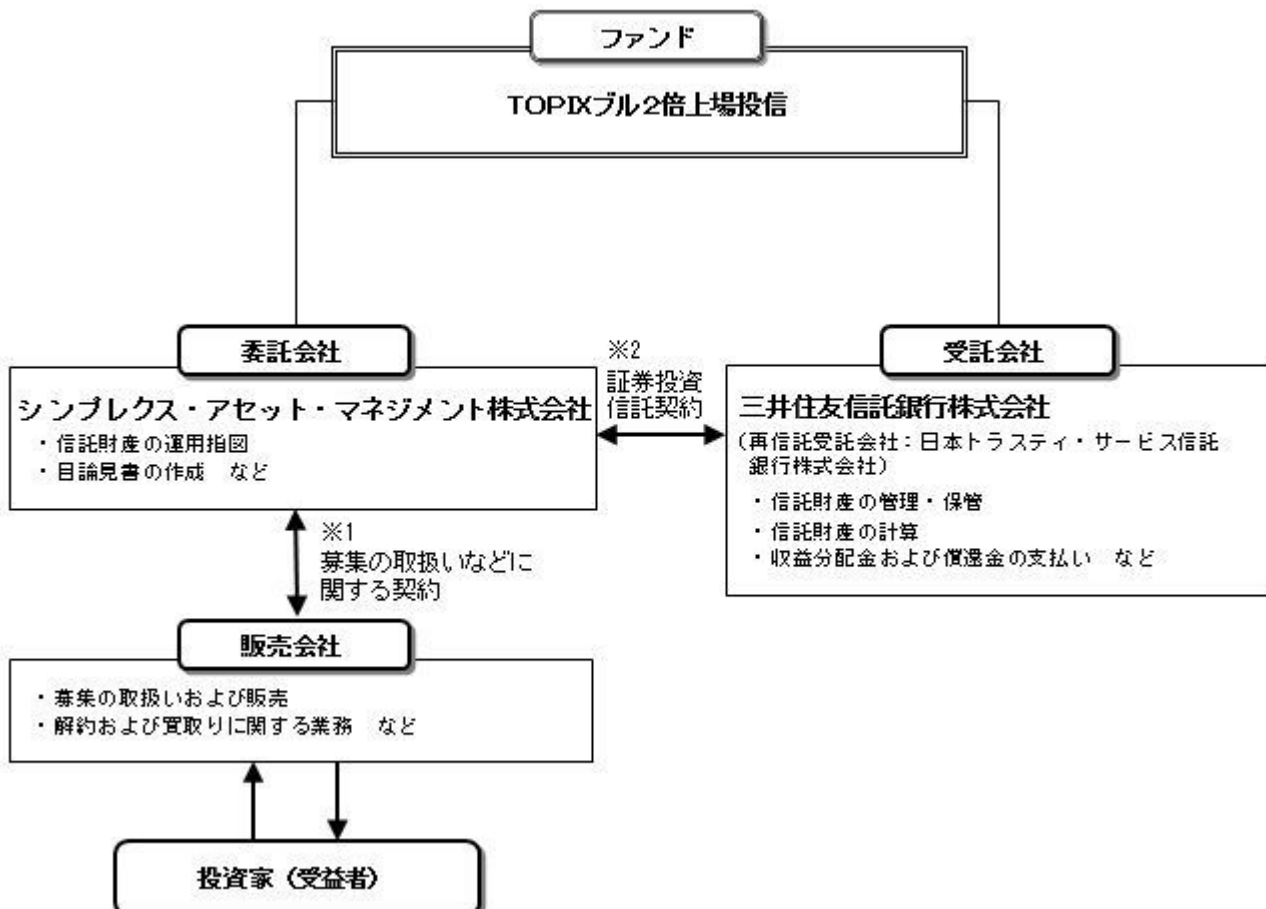 ファンド
TOPIXブル2倍上場投信
委託会社
シンプレクス・アセット・マネジメント株式会社
・信託財産の運用指図
・目論見書の作成　など
※2
証券投資
信託契約
受託会社
三井住友信託銀行株式会社
（再信託受託会社：日本トラスティ・サービス信託
銀行株式会社）
・信託財産の管理・保管
・信託財産の計算
・収益分配金および償還金の支払い　など
※1
募集の取扱いなどに
関する契約
販売会社
・募集の取扱いおよび販売
・解約および買取りに関する業務　など
投資家（受益者）